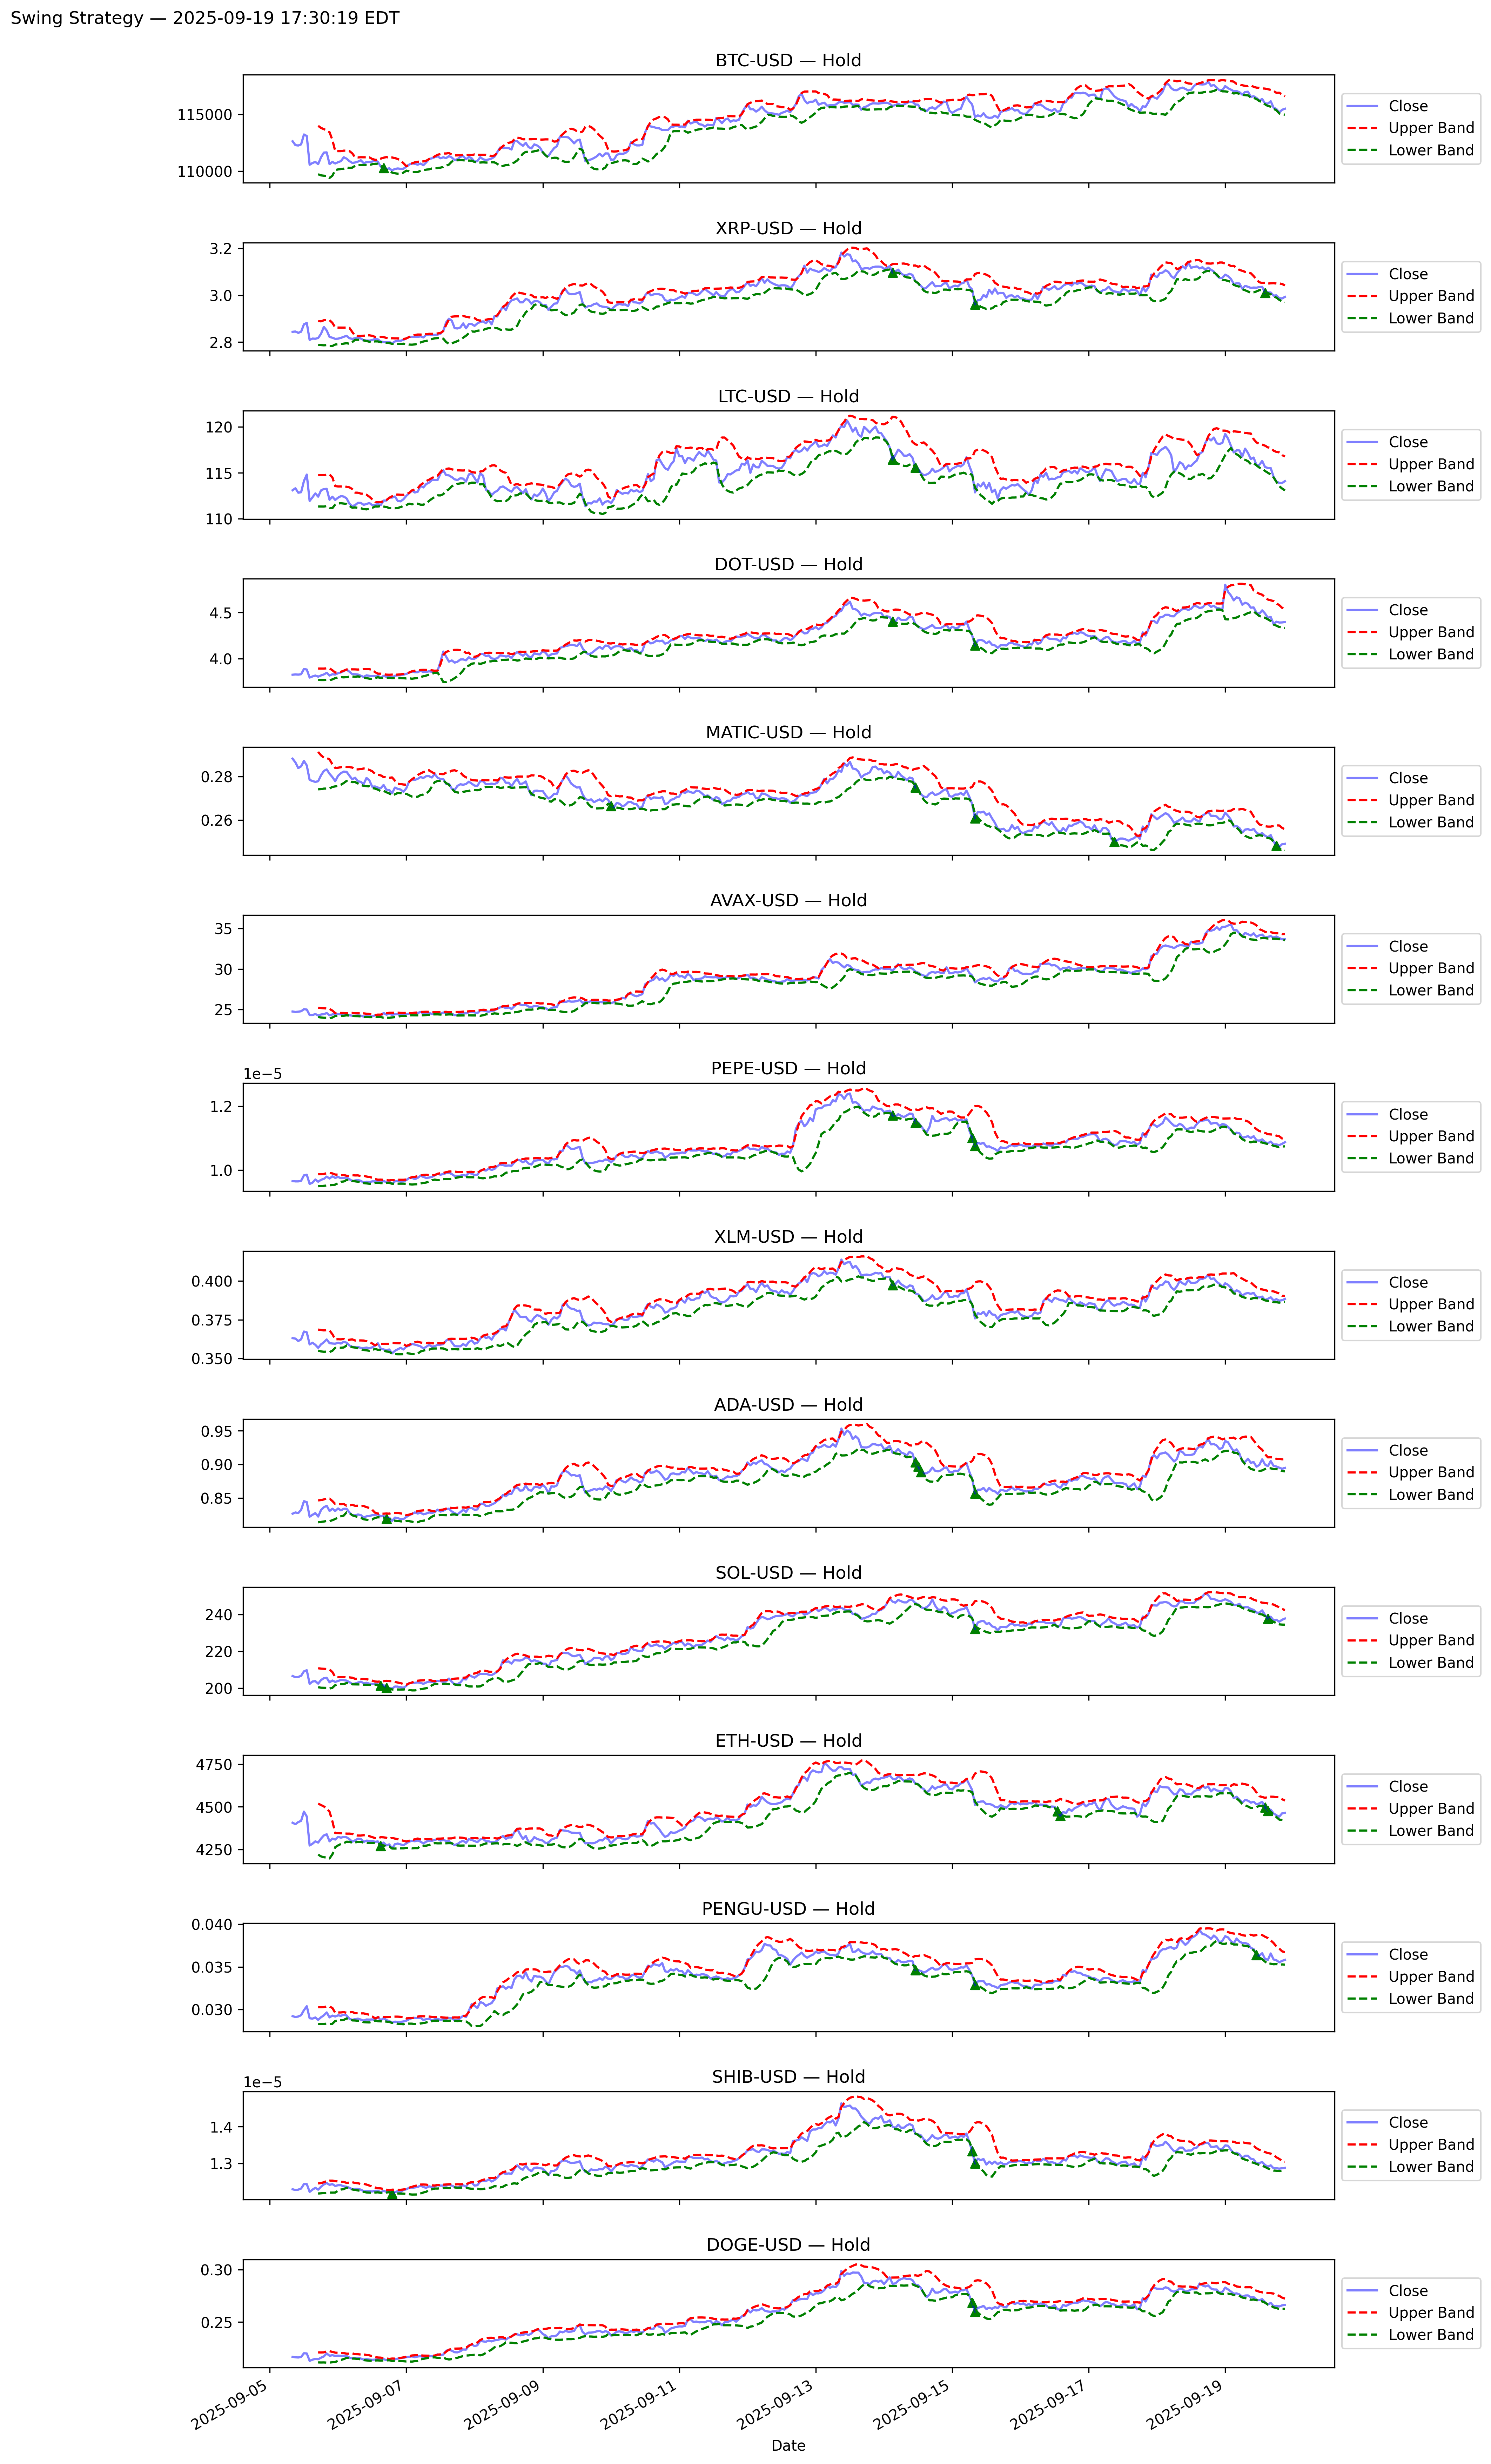 Swing Strategy — 2025-09-19 17:30:19 EDT
BTC-USD — Hold
115000
110000
Close
Upper Band
Lower Band
XRP-USD — Hold
3.2
3.0
2.8
Close
Upper Band
Lower Band
LTC-USD — Hold
120
115
110
Close
Upper Band
Lower Band
DOT-USD — Hold
4.5
4.0
Close
Upper Band
Lower Band
MATIC-USD — Hold
0.28
0.26
Close
Upper Band
Lower Band
AVAX-USD — Hold
35
30
25
Close
Upper Band
Lower Band
PEPE-USD — Hold
1e−5
1.2
1.0
Close
Upper Band
Lower Band
XLM-USD — Hold
0.400
0.375
0.350
Close
Upper Band
Lower Band
ADA-USD — Hold
0.95
0.90
0.85
Close
Upper Band
Lower Band
SOL-USD — Hold
240
220
200
Close
Upper Band
Lower Band
ETH-USD — Hold
4750
4500
4250
Close
Upper Band
Lower Band
PENGU-USD — Hold
0.040
0.035
0.030
Close
Upper Band
Lower Band
SHIB-USD — Hold
1e−5
1.4
1.3
Close
Upper Band
Lower Band
DOGE-USD — Hold
0.30
0.25
Close
Upper Band
Lower Band
2025-09-05
2025-09-07
2025-09-09
2025-09-11
2025-09-13
2025-09-15
2025-09-17
2025-09-19
Date